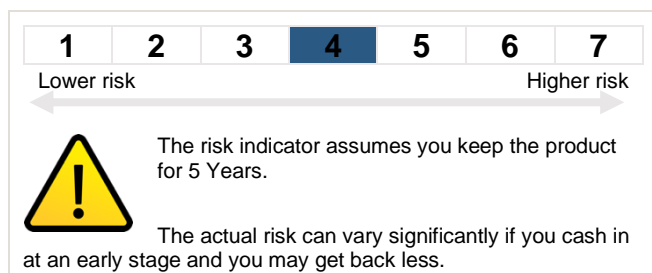 1 2 3 4 5 6 7
Lower risk Higher risk
The risk indicator assumes you keep the product
for 5 Years.
The actual risk can vary significantly if you cash in
at an early stage and you may get back less.